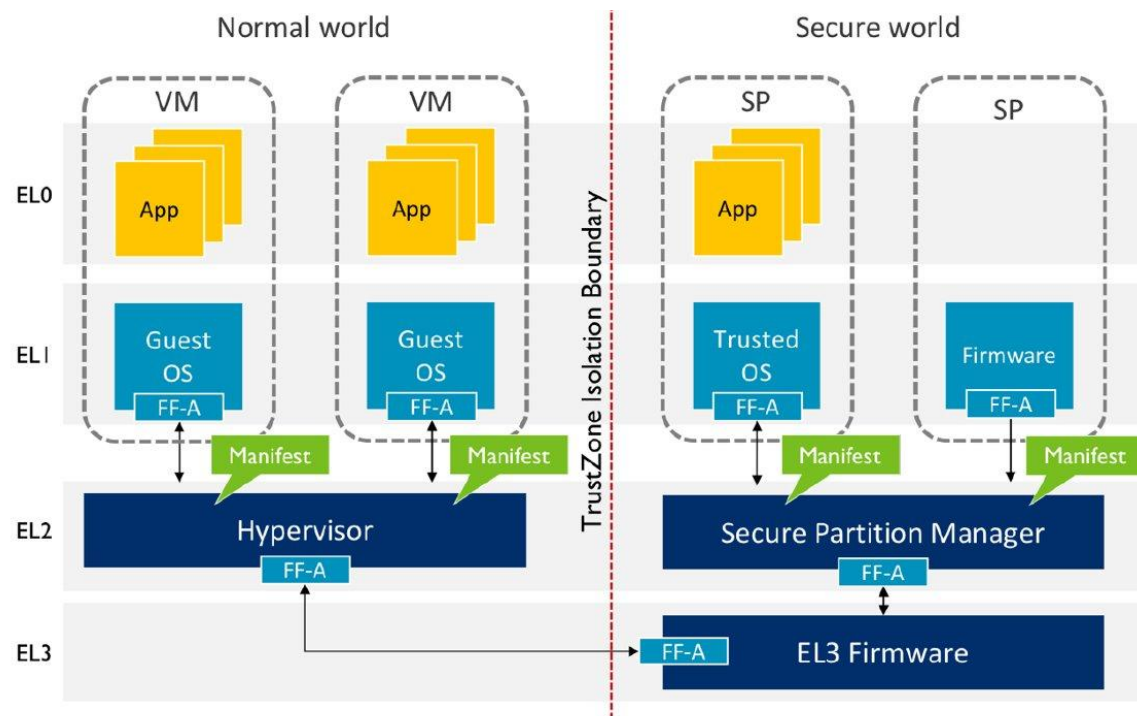 Normal world
Secure world
VM
VM
SP
SP
EL0
App
App
App
EL1
Guest
OS
Guest
OS
Trusted
OS
Firmware
FF-A
FF-A
FF-A
FF-A
Manifest
Manifest
Manifest
Manifest
TrustZone Isolation Boundary
EL2
Hypervisor
Secure Partition Manager
FF-A
FF-A
EL3
FF-A
EL3 Firmware